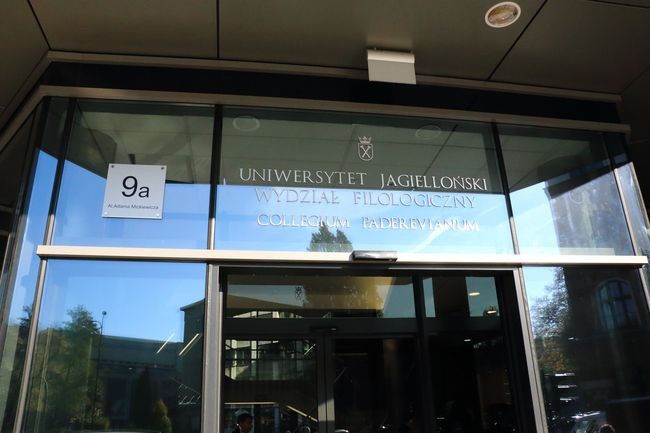 9a
Al.Adama Mickiewicza
UNIWERSYTET JAGIELLOŃSKI
WYDZIAŁ FILOLOGICZNY
COLLEGIUM PADEREVIANUM